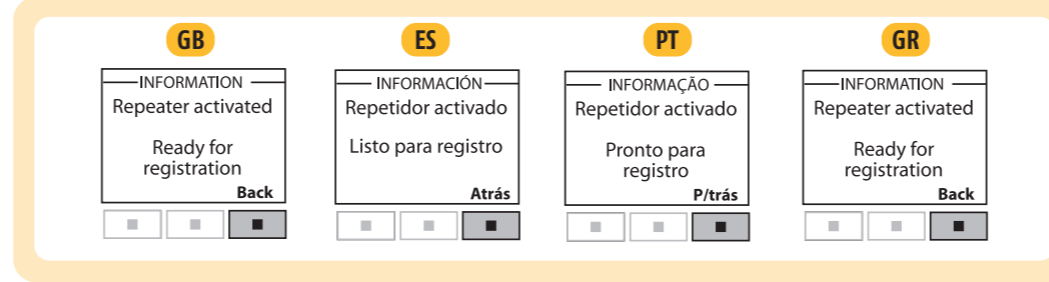 GB
INFORMATION
Repeater activated
Ready for
registration
Back
ES
INFORMACIÓN
Repetidor activado
Listo para registro
Atrás
PT
INFORMAÇÃO
Repetidor activado
Pronto para
registro
P/trás
GR
INFORMATION
Repeater activated
Ready for
registration
Back